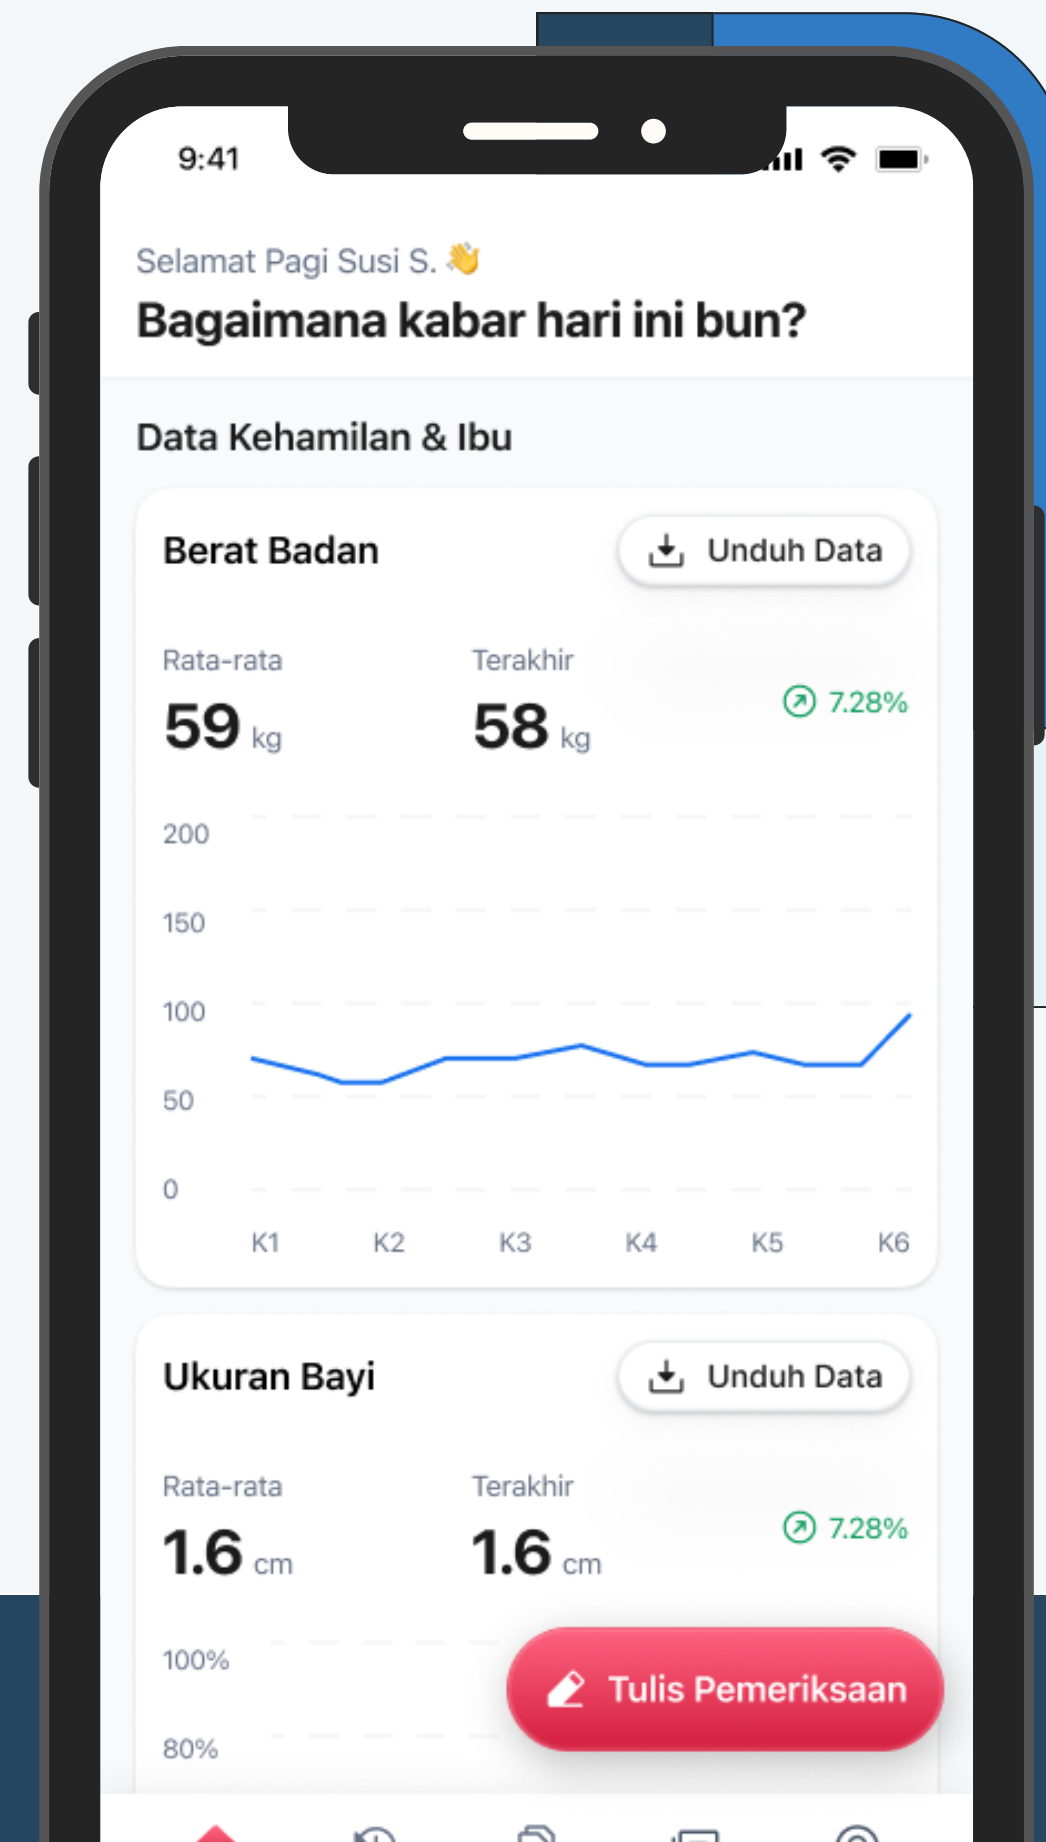 9:41
Selamat Pagi Susi S. 👋
Bagaimana kabar hari ini bun?
Data Kehamilan & Ibu
Berat Badan
Unduh Data
Rata-rata
Terakhir
59 kg
58 kg
7.28%
200
150
100
50
0
K1 K2 K3 K4 K5 K6
Ukuran Bayi
Unduh Data
Rata-rata
Terakhir
1.6 cm
1.6 cm
7.28%
100%
Tulis Pemeriksaan
80%